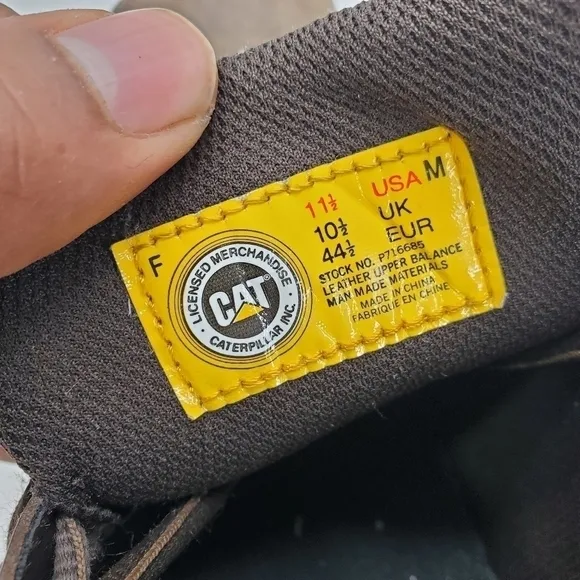 F
LICENSED MERCHANDISE
CAT®
CATERPILLAR INC.
11½ USA M
10½ UK
44½ EUR
STOCK NO. P716685
LEATHER UPPER BALANCE
MAN MADE MATERIALS
MADE IN CHINA
FABRIQUE EN CHINE